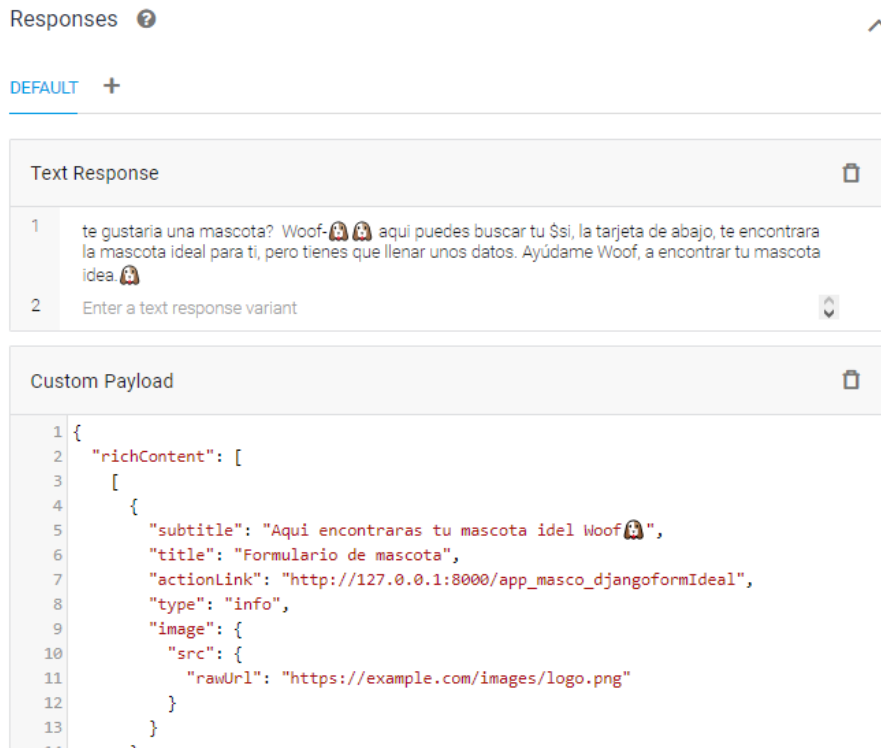 Responses ?
DEFAULT +
Text Response
1 te gustaria una mascota? Woof-🐶🐶 aqui puedes buscar tu $si, la tarjeta de abajo, te encontrara
la mascota ideal para ti, pero tienes que llenar unos datos. Ayúdame Woof, a encontrar tu mascota
idea.🐶
2 Enter a text response variant
Custom Payload
1 {
2 "richContent": [
3 [
4 {
5 "subtitle": "Aqui encontraras tu mascota idel Woof🐶",
6 "title": "Formulario de mascota",
7 "actionLink": "http://127.0.0.1:8000/app_masco_djangoformIdeal",
8 "type": "info",
9 "image": {
10 "src": {
11 "rawUrl": "https://example.com/images/logo.png"
12 }
13 }